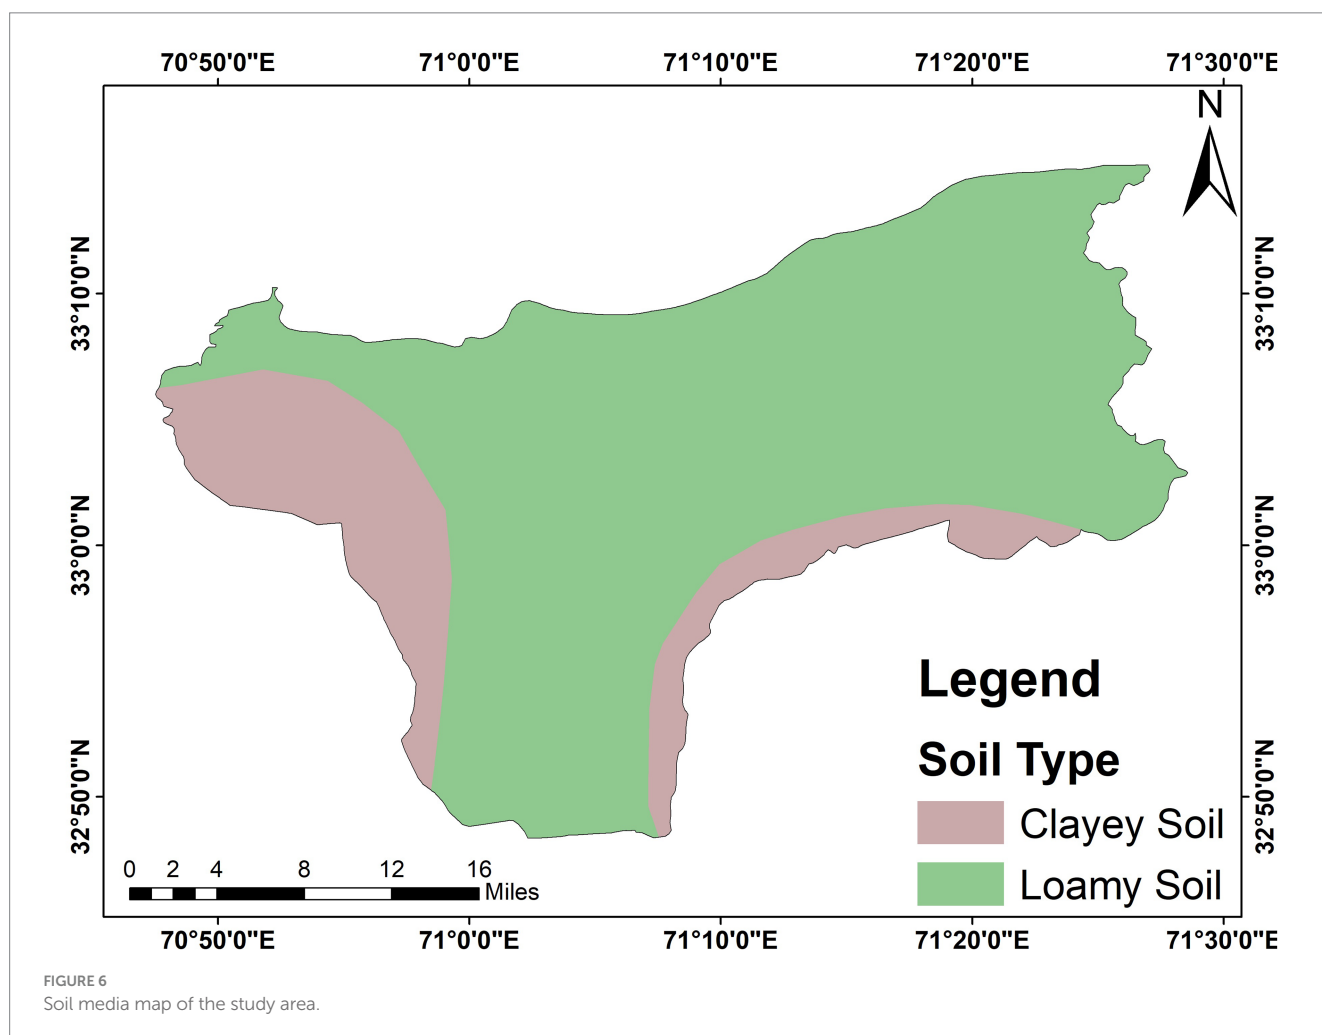 70°50'0"E 71°0'0"E 71°10'0"E 71°20'0"E 71°30'0"E
N
33°10'0"N 33°10'0"N
33°0'0"N 33°0'0"N
Legend
Soil Type
32°50'0"N 32°50'0"N
Clayey Soil
Loamy Soil
0 2 4 8 12 16
Miles
70°50'0"E 71°0'0"E 71°10'0"E 71°20'0"E 71°30'0"E
FIGURE 6
Soil media map of the study area.